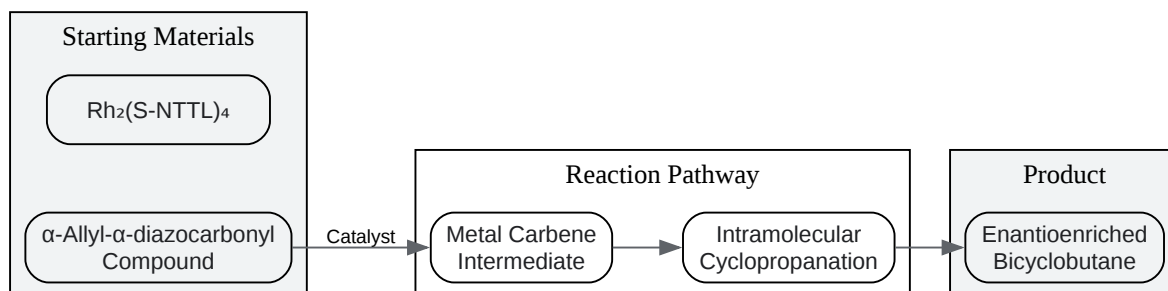 Starting Materials
Rh₂(S-NTTL)₄
α-Allyl-α-diazocarbonyl
Compound
Catalyst
Reaction Pathway
Metal Carbene
Intermediate
Intramolecular
Cyclopropanation
Product
Enantioenriched
Bicyclobutane